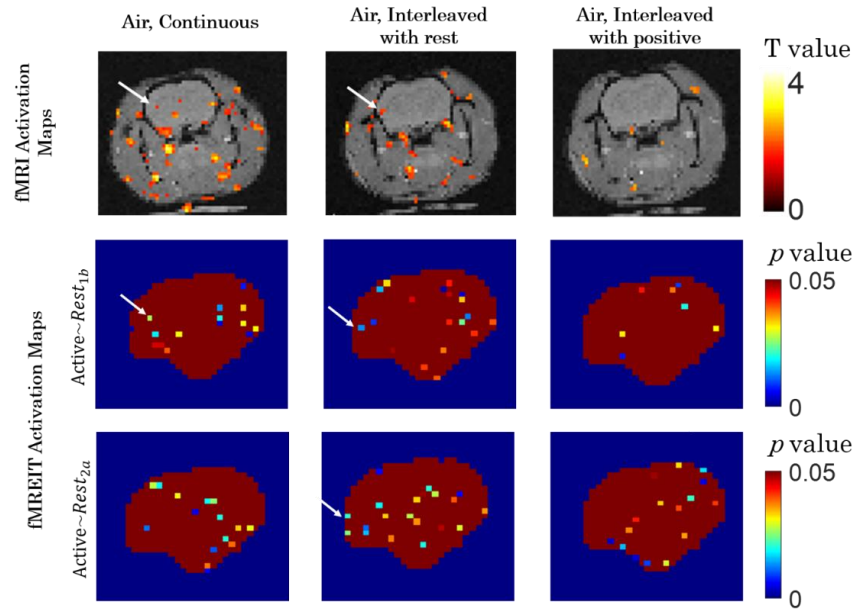 Air, Continuous
Air, Interleaved
with rest
Air, Interleaved
with positive
T value
fMRI Activation
Maps
4
0
fMREIT Activation Maps
Active~Rest1b
p value
0.05
0
Active~Rest2a
p value
0.05
0